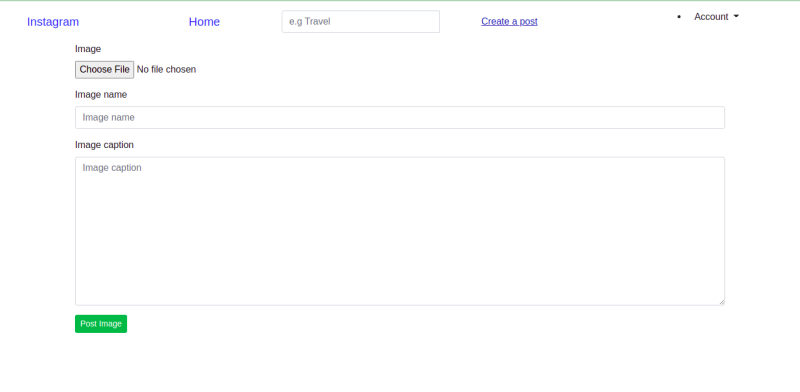 Instagram Home e.g Travel Create a post Account
Image
Choose File No file chosen
Image name
Image name
Image caption
Image caption
Post Image